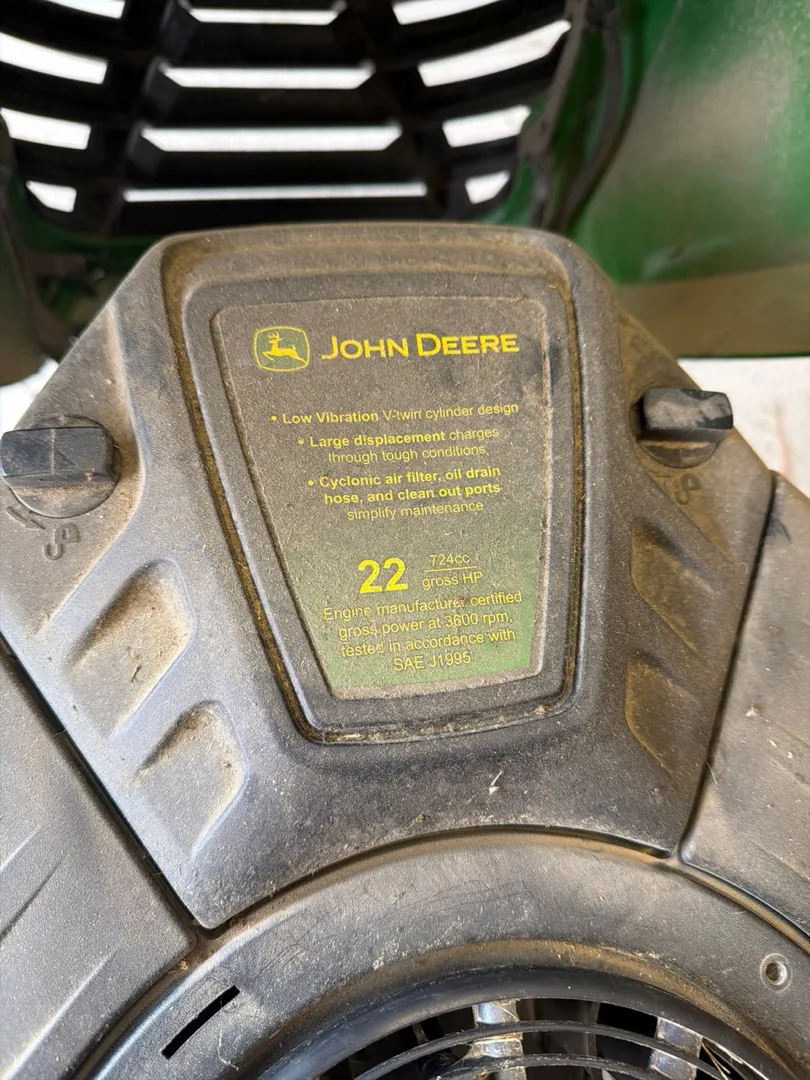 JOHN DEERE
• Low Vibration V-twin cylinder design
• Large displacement charges
through tough conditions
• Cyclonic air filter, oil drain
hose, and clean out ports
simplify maintenance
22 724cc
gross HP
Engine manufacturer certified
gross power at 3600 rpm,
tested in accordance with
SAE J1995